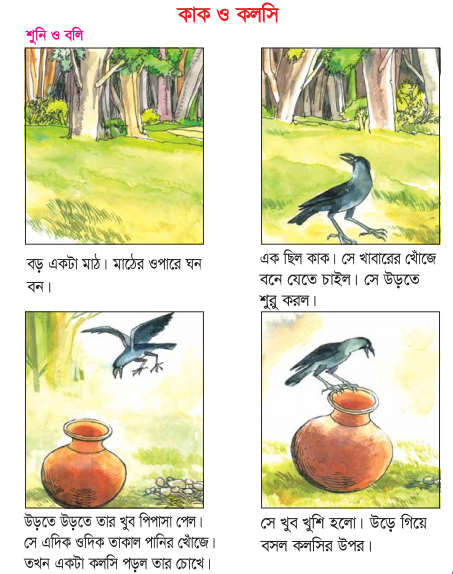 কাক ও কলসি
শুনি ও বলি
বড় একটা মাঠ। মাঠের ওপারে ঘন
বন।
এক ছিল কাক। সে খাবারের খোঁজে
বনে যেতে চাইল। সে উড়তে
শুরু করল।
উড়তে উড়তে তার খুব পিপাসা পেল।
সে এদিক ওদিক তাকাল পানির খোঁজে।
তখন একটা কলসি পড়ল তার চোখে।
সে খুব খুশি হলো। উড়ে গিয়ে
বসল কলসির উপর।